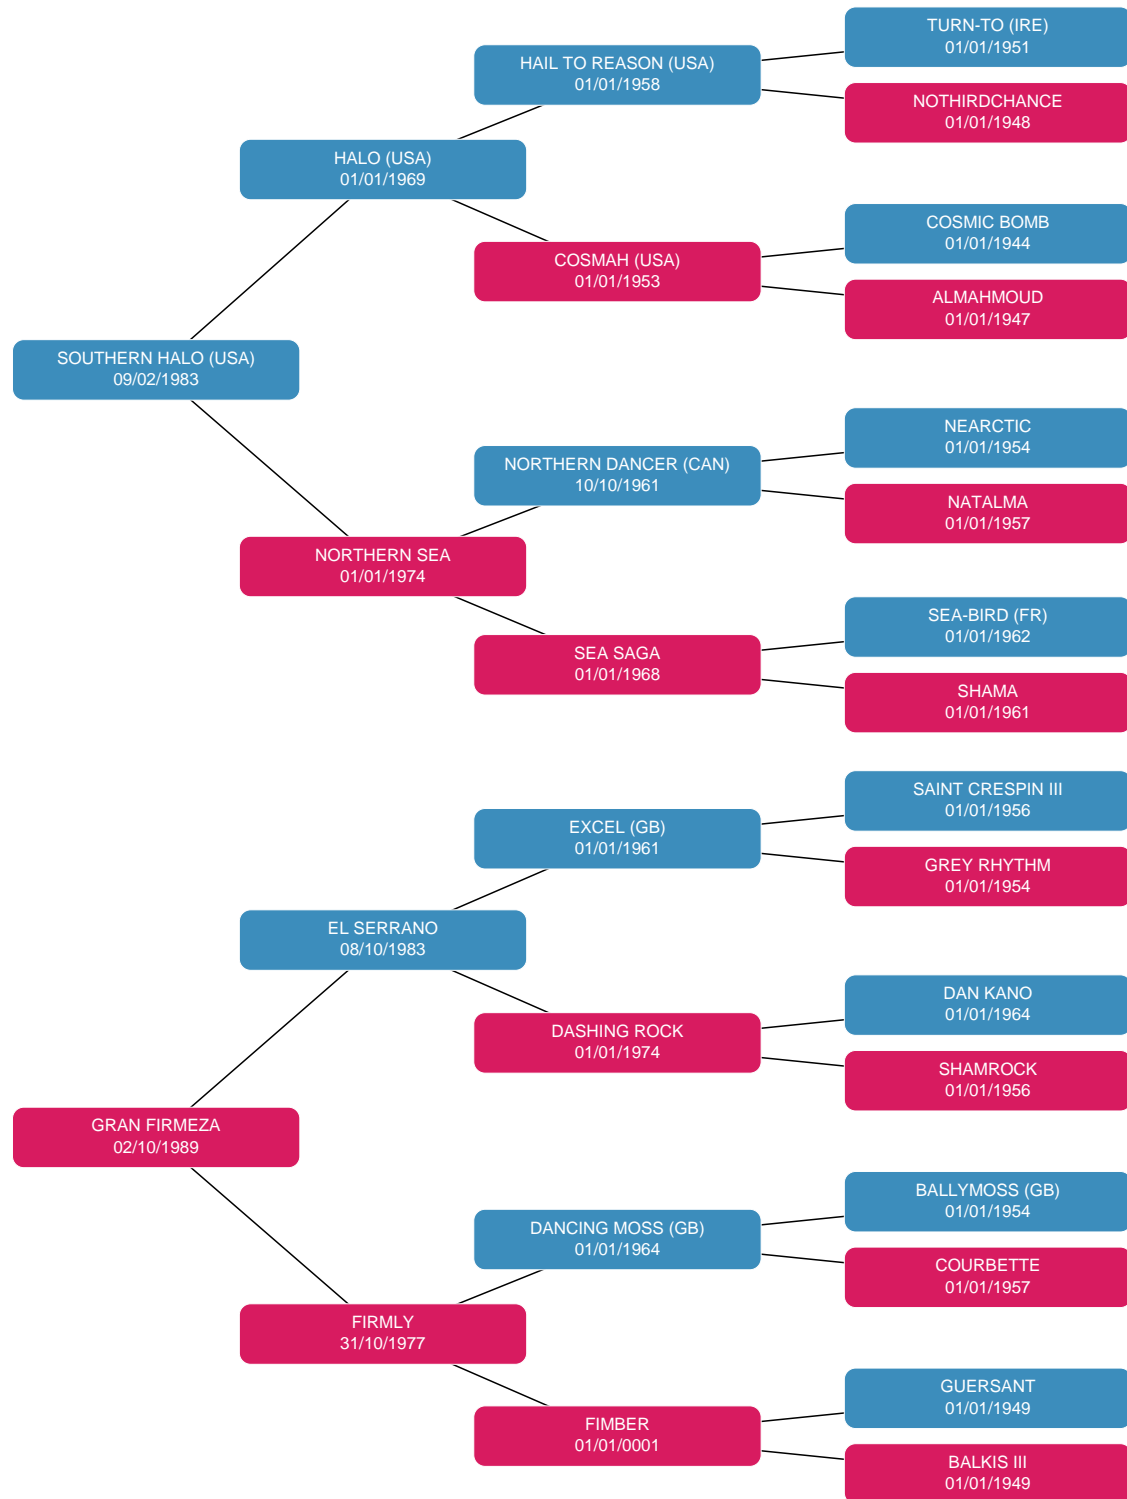 TURN-TO (IRE)
01/01/1951
HAIL TO REASON (USA)
01/01/1958
NOTHIRDCHANCE
01/01/1948
HALO (USA)
01/01/1969
COSMIC BOMB
01/01/1944
COSMAH (USA)
01/01/1953
ALMAHMOUD
01/01/1947
SOUTHERN HALO (USA)
09/02/1983
NEARCTIC
01/01/1954
NORTHERN DANCER (CAN)
10/10/1961
NATALMA
01/01/1957
NORTHERN SEA
01/01/1974
SEA-BIRD (FR)
01/01/1962
SEA SAGA
01/01/1968
SHAMA
01/01/1961
SAINT CRESPIN III
01/01/1956
EXCEL (GB)
01/01/1961
GREY RHYTHM
01/01/1954
EL SERRANO
08/10/1983
DAN KANO
01/01/1964
DASHING ROCK
01/01/1974
SHAMROCK
01/01/1956
GRAN FIRMEZA
02/10/1989
BALLYMOSS (GB)
01/01/1954
DANCING MOSS (GB)
01/01/1964
COURBETTE
01/01/1957
FIRMLY
31/10/1977
GUERSANT
01/01/1949
FIMBER
01/01/0001
BALKIS III
01/01/1949